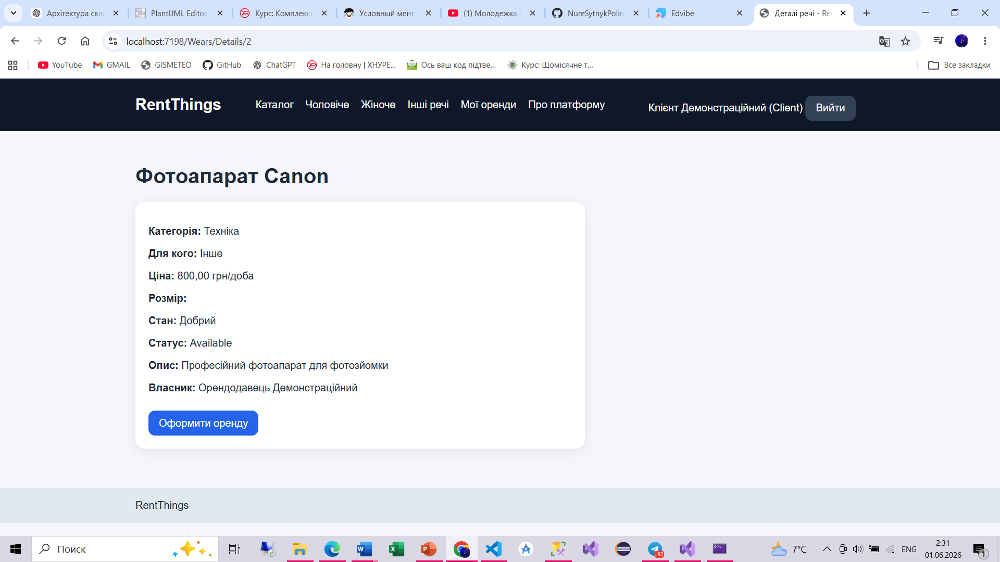 Архітектура скла
PlantUML Editor
Курс: Комплексн
Условный мент
(1) Молодежка |
NureSytnykPolin
Edvibe
Деталі речі - Re
localhost:7198/Wears/Details/2
YouTube
GMAIL
GISMETEO
GitHub
ChatGPT
На головну | ХНУРЕ...
Ось ваш код підтве...
Курс: Щомісячне т...
Все закладки
RentThings
Каталог
Чоловіче
Жіноче
Інші речі
Мої оренди
Про платформу
Клієнт Демонстраційний (Client)
Вийти
Фотоапарат Canon
Категорія: Техніка
Для кого: Інше
Ціна: 800,00 грн/доба
Розмір:
Стан: Добрий
Статус: Available
Опис: Професійний фотоапарат для фотозйомки
Власник: Орендодавець Демонстраційний
Оформити оренду
RentThings
Поиск
..87
7°C
ENG
2:31
01.06.2026
1